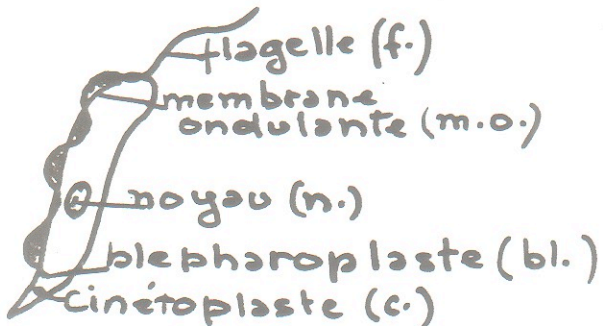 flagelle (f.)
membrane
ondulante (m.o.)
noyau (n.)
blepharoplaste (bl.)
cinétoplaste (c.)